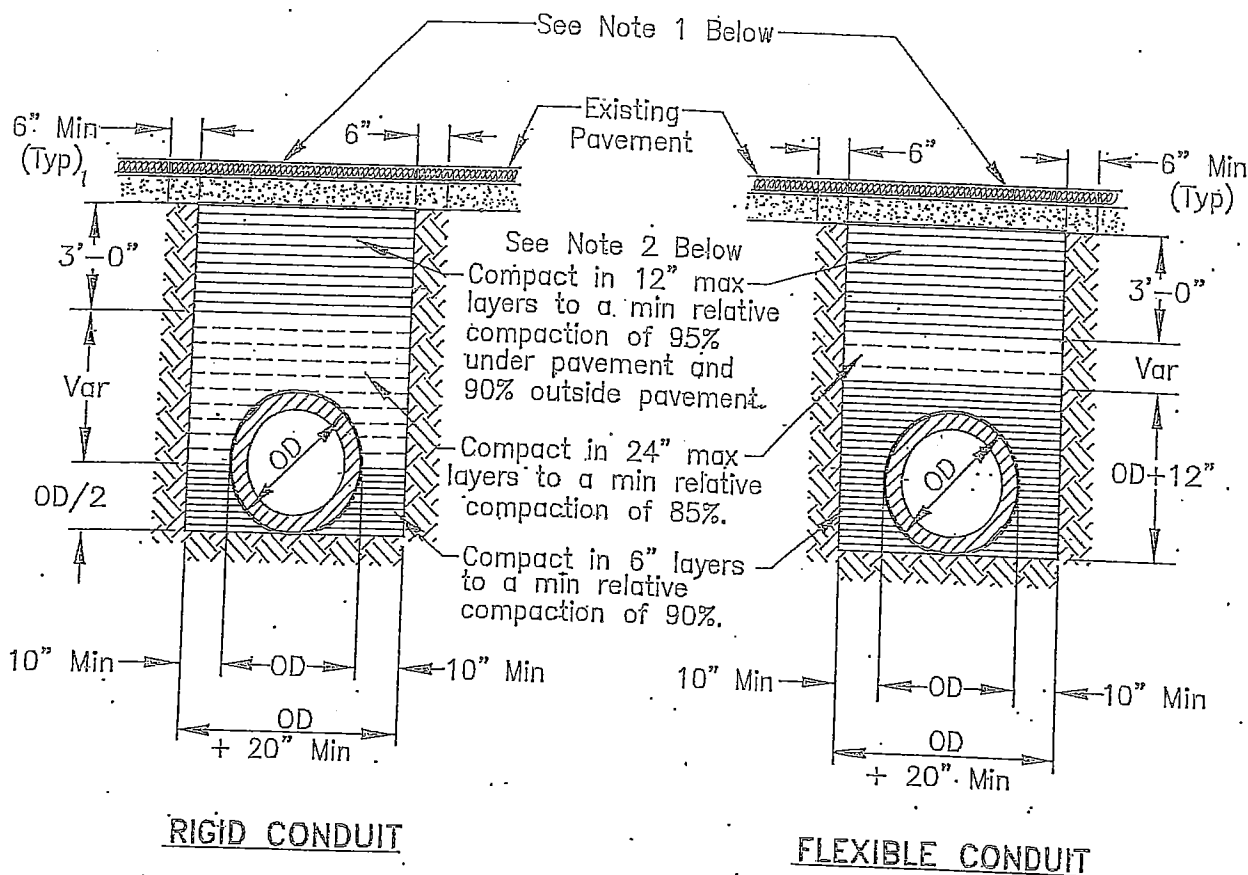 See Note 1 Below
6" Min
(Typ)
6"
Existing
Pavement
6"
6" Min
(Typ)
3'-0"
See Note 2 Below
Compact in 12" max
layers to a min relative
compaction of 95%
under pavement and
90% outside pavement.
3'-0"
Var
Var
OD
Compact in 24" max
layers to a min relative
compaction of 85%.
OD
OD/2
OD+12"
Compact in 6" layers
to a min relative
compaction of 90%.
10" Min
OD
10" Min
10" Min
OD
10" Min
OD
+ 20" Min
OD
+ 20" Min
RIGID CONDUIT
FLEXIBLE CONDUIT